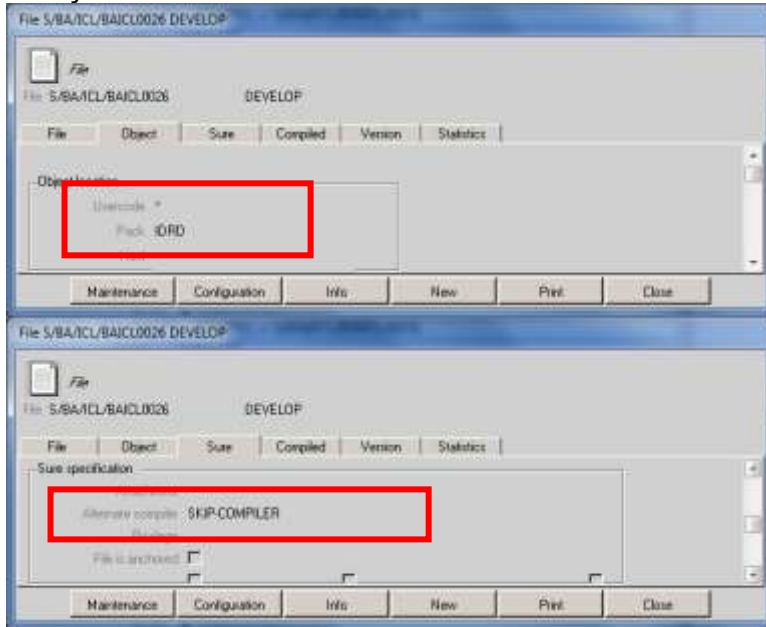 File S/BA/ICL/BAICL0026 DEVELOP
File
File S/BA/ICL/BAICL0026 DEVELOP
File Object Sure Compiled Version Statistics
Object location
Usercode *
Pack IDRD
Maintenance Configuration Info New Print Close
File S/BA/ICL/BAICL0026 DEVELOP
File
File S/BA/ICL/BAICL0026 DEVELOP
File Object Sure Compiled Version Statistics
Sure specification
Alternate compiler SKIP-COMPILER
File is anchored
Maintenance Configuration Info New Print Close